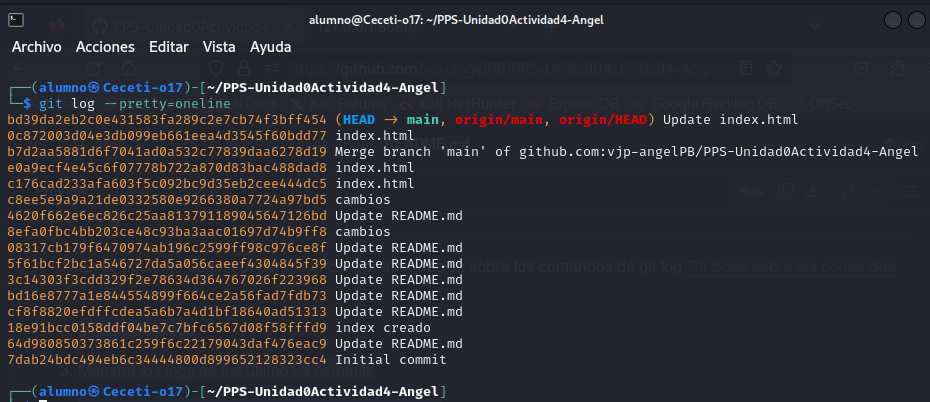 alumno@Ceceti-o17: ~/PPS-Unidad0Actividad4-Angel
Archivo Acciones Editar Vista Ayuda
┌──(alumno㉿Ceceti-o17)-[~/PPS-Unidad0Actividad4-Angel]
└─$ git log --pretty=oneline
bd39da2eb2c0e431583fa289c2e7cb74f3bff454 (HEAD -> main, origin/main, origin/HEAD) Update index.html
0c872003d04e3db099eb661eea4d3545f60bdd77 index.html
b7d2aa5881d6f7041ad0a532c77839daa6278d19 Merge branch 'main' of github.com:vjp-angelPB/PPS-Unidad0Actividad4-Angel
e0a9ecf4e45c6f07778b722a870d83bac488dad8 index.html
c176cad233afa603f5c092bc9d35eb2cee444dc5 index.html
c8ee5e9a9a21de0332580e9266380a7724a97bd5 cambios
4620f662e6ec826c25aa813791189045647126bd Update README.md
8efa0fbc4bb203ce48c93ba3aac01697d74b9ff8 cambios
08317cb179f6470974ab196c2599ff98c976ce8f Update README.md
5f61bcf2bc1a546727da5a056caeef4304845f39 Update README.md
3c14303f3cdd329f2e78634d364767026f223968 Update README.md
bd16e8777a1e844554899f664ce2a56fad7fdb73 Update README.md
cf8f8820efdffcdea5a6b7a4d1bf18640ad51313 Update README.md
18e91bcc0158ddf04be7c7bfc6567d08f58fffd9 index creado
64d980850373861c259f6c22179043daf476eac9 Update README.md
7dab24bdc494eb6c34444800d899652128323cc4 Initial commit
┌──(alumno㉿Ceceti-o17)-[~/PPS-Unidad0Actividad4-Angel]